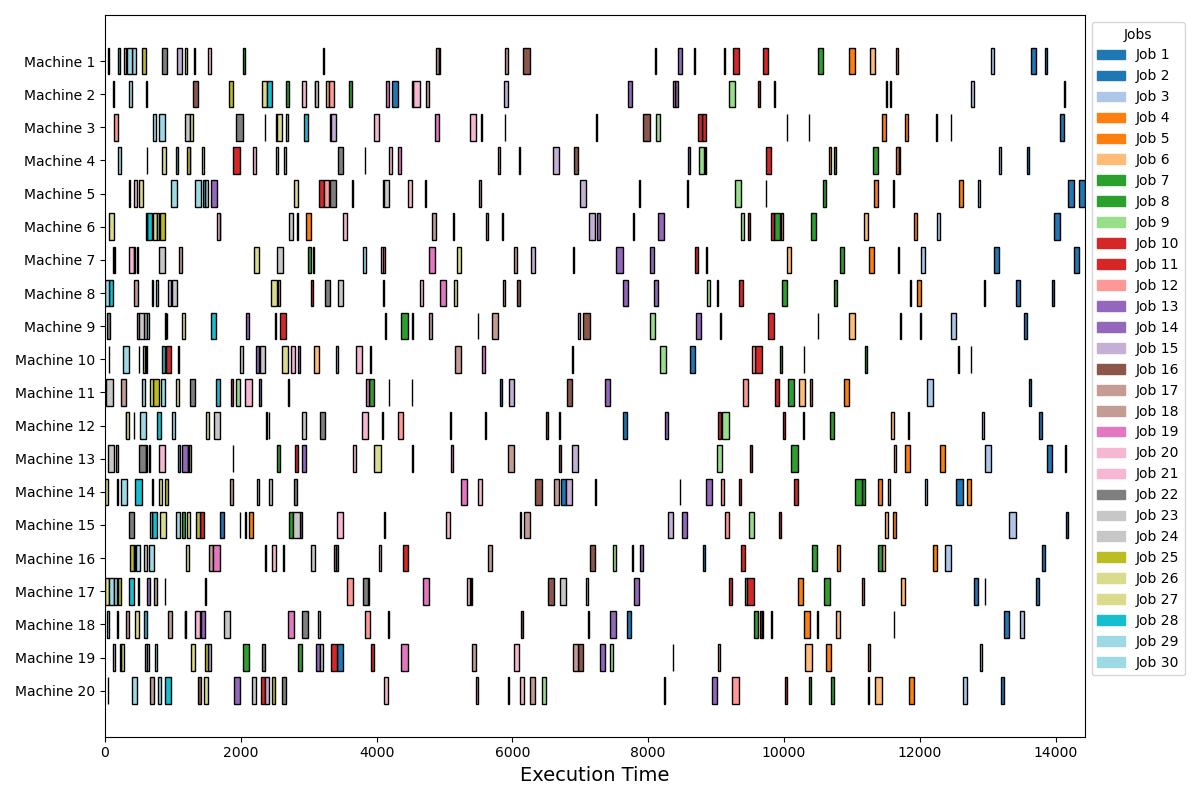 Machine 1
Machine 2
Machine 3
Machine 4
Machine 5
Machine 6
Machine 7
Machine 8
Machine 9
Machine 10
Machine 11
Machine 12
Machine 13
Machine 14
Machine 15
Machine 16
Machine 17
Machine 18
Machine 19
Machine 20
0 2000 4000 6000 8000 10000 12000 14000
Execution Time
Jobs
Job 1
Job 2
Job 3
Job 4
Job 5
Job 6
Job 7
Job 8
Job 9
Job 10
Job 11
Job 12
Job 13
Job 14
Job 15
Job 16
Job 17
Job 18
Job 19
Job 20
Job 21
Job 22
Job 23
Job 24
Job 25
Job 26
Job 27
Job 28
Job 29
Job 30